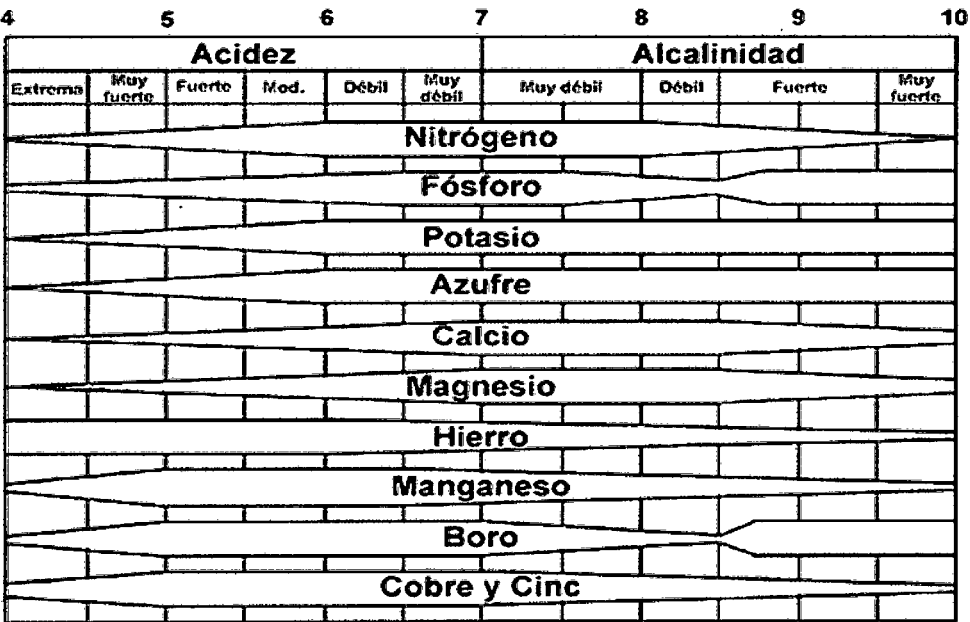 4 5 6 7 8 9 10
Acidez Alcalinidad
Extrema Muy fuerte Fuerte Mod. Débil Muy débil Muy débil Débil Fuerte Muy fuerte
Nitrógeno
Fósforo
Potasio
Azufre
Calcio
Magnesio
Hierro
Manganeso
Boro
Cobre y Cinc